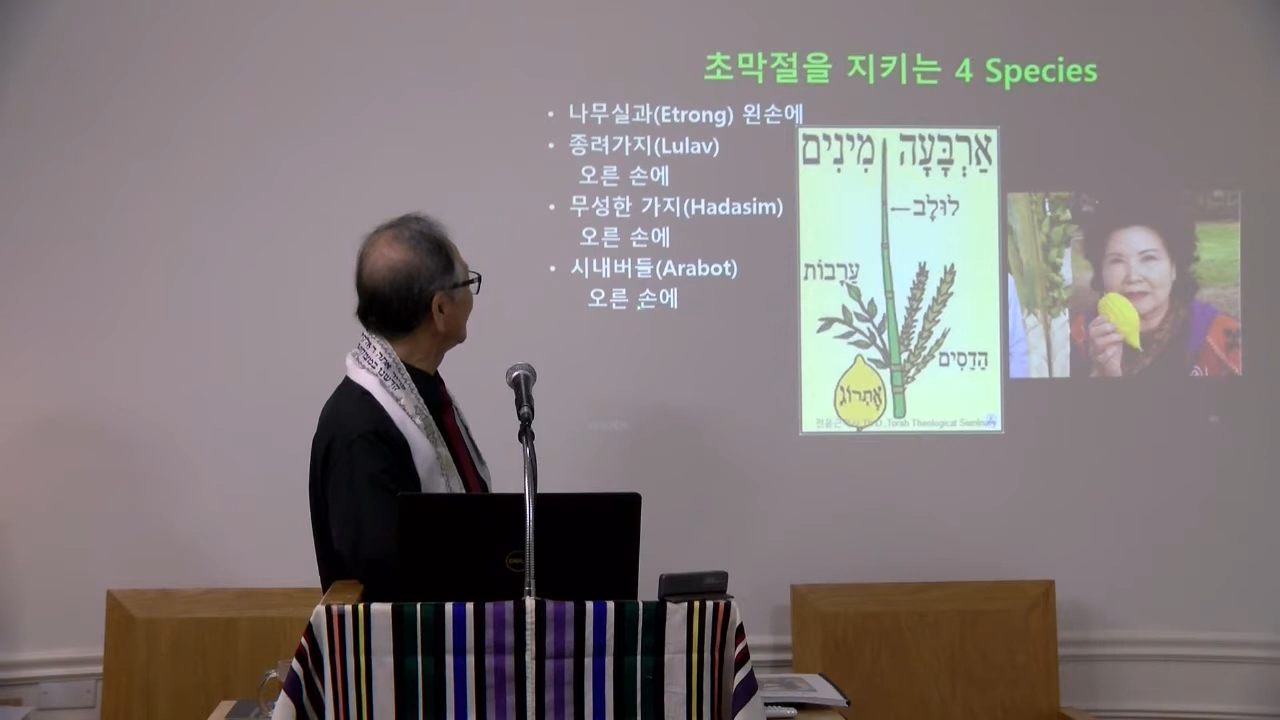 초막절을 지키는 4 Species
• 나무실과(Etrong) 왼손에
• 종려가지(Lulav)
오른 손에
• 무성한 가지(Hadasim)
오른 손에
• 시내버들(Arabot)
오른 손에
אַרְבָּעָה מִינִים
לוּלָב
עֲרָבוֹת
הֲדַסִּים
אֶתְרוֹג
Torah Theological Seminary
DELL